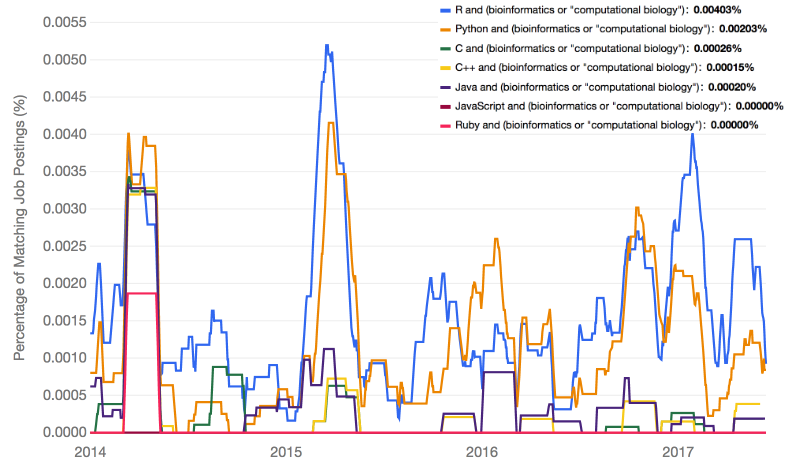 R and (bioinformatics or "computational biology"): 0.00403%
Python and (bioinformatics or "computational biology"): 0.00203%
C and (bioinformatics or "computational biology"): 0.00026%
C++ and (bioinformatics or "computational biology"): 0.00015%
Java and (bioinformatics or "computational biology"): 0.00020%
JavaScript and (bioinformatics or "computational biology"): 0.00000%
Ruby and (bioinformatics or "computational biology"): 0.00000%
Percentage of Matching Job Postings (%)
0.0055
0.0050
0.0045
0.0040
0.0035
0.0030
0.0025
0.0020
0.0015
0.0010
0.0005
0.0000
2014 2015 2016 2017